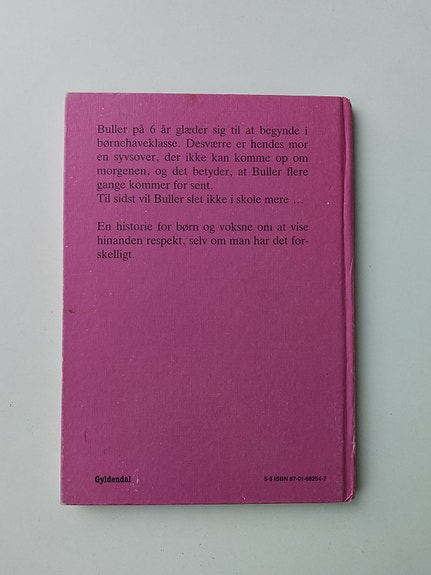 Buller på 6 år glæder sig til at begynde i
børnehaveklasse. Desværre er hendes mor
en syvsover, der ikke kan komme op om
morgenen, og det betyder, at Buller flere
gange kommer for sent.
Til sidst vil Buller slet ikke i skole mere ...
En historie for børn og voksne om at vise
hinanden respekt, selv om man har det for-
skelligt.
Gyldendal
5-8 ISBN 87-01-68254-7